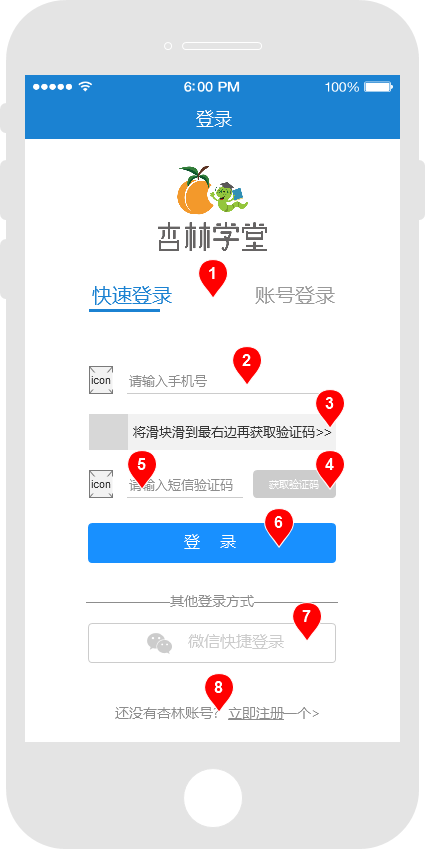 6:00 PM 100%
登录
杏林学堂
1
快速登录 账号登录
2
icon 请输入手机号
3
将滑块滑到最右边再获取验证码>>
5 4
icon 请输入短信验证码 获取验证码
6
登 录
其他登录方式
7
微信快捷登录
8
还没有杏林账号? 立即注册一个>